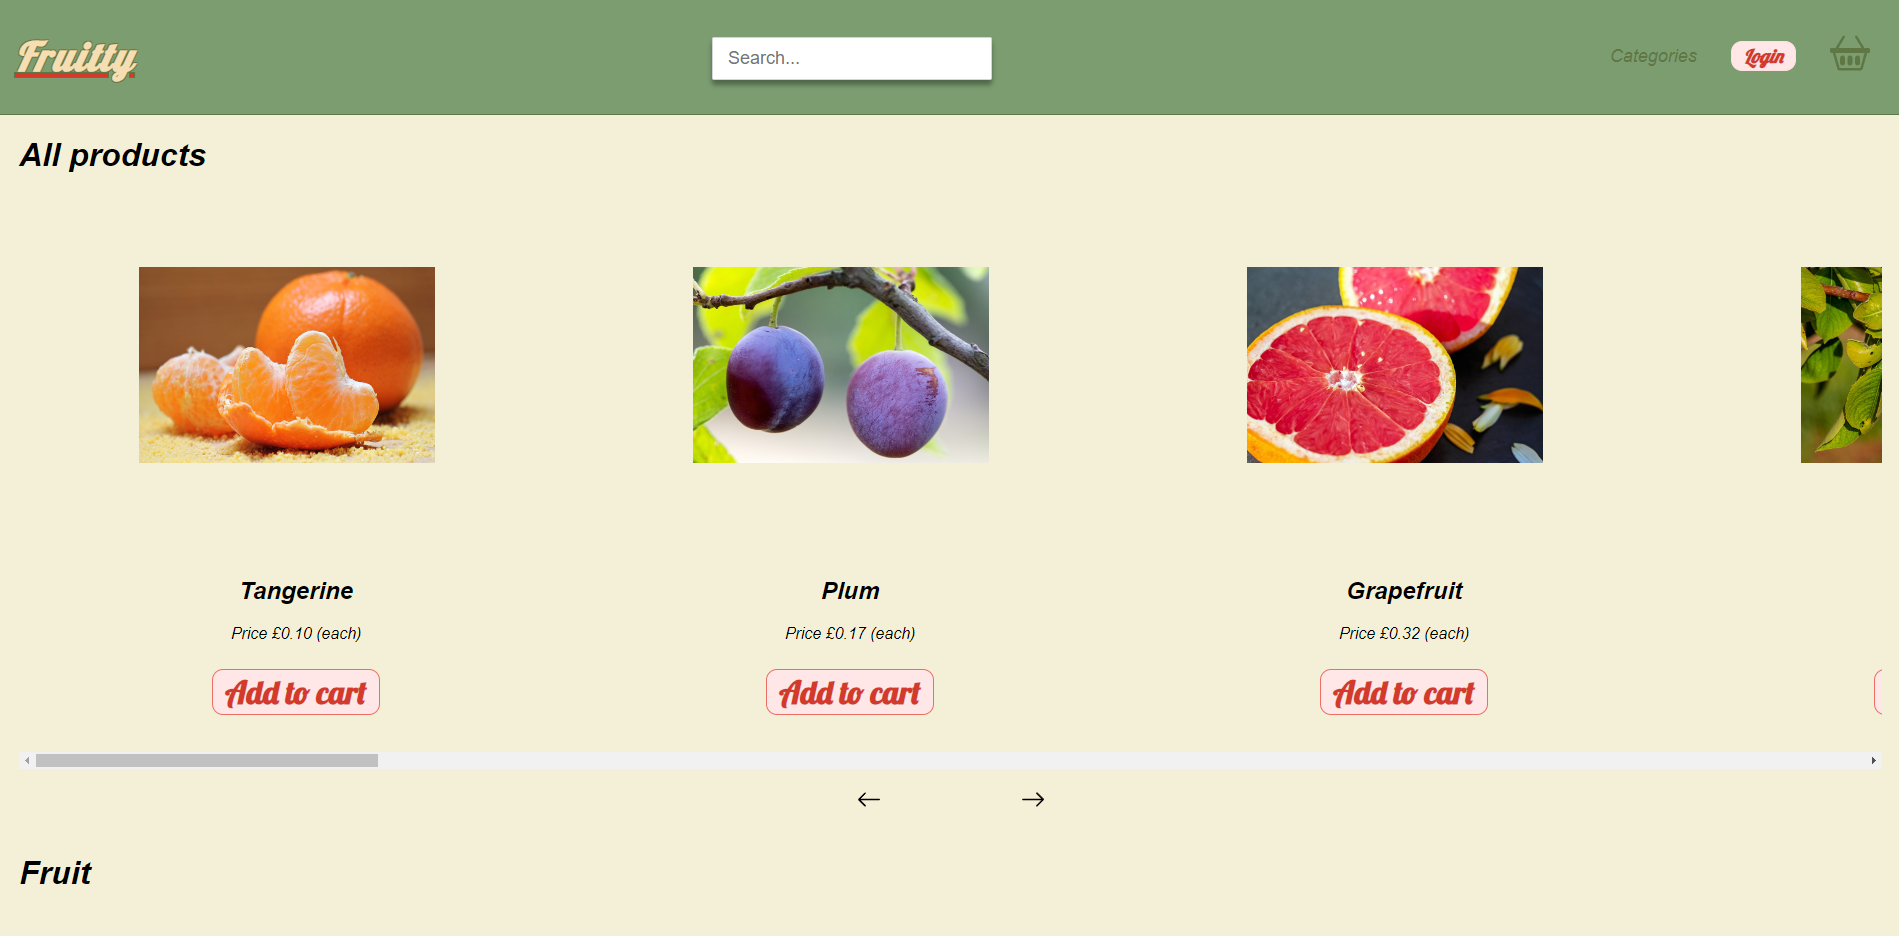 Fruitty
Search...
Categories
Login
All products
Tangerine
Price £0.10 (each)
Add to cart
Plum
Price £0.17 (each)
Add to cart
Grapefruit
Price £0.32 (each)
Add to cart
Fruit